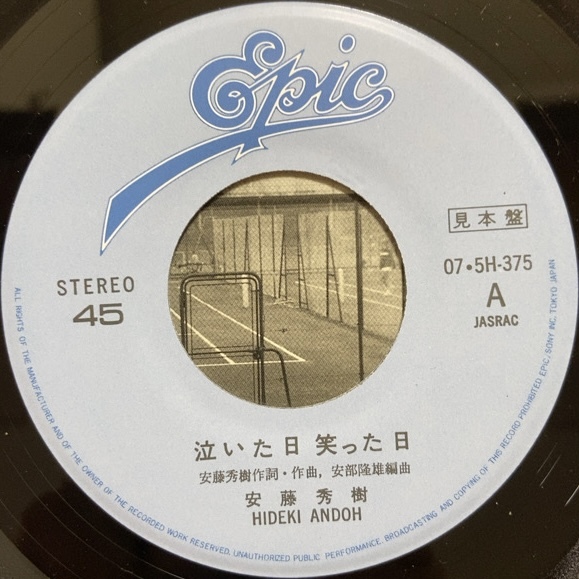 Epic
見本盤
07・5H-375
STEREO
45
A
JASRAC
泣いた日 笑った日
安藤秀樹作詞・作曲, 安部隆雄編曲
安藤秀樹
HIDEKI ANDOH
ALL RIGHTS OF THE MANUFACTURER AND OF THE OWNER OF THE RECORDED WORK RESERVED. UNAUTHORIZED PUBLIC PERFORMANCE, BROADCASTING AND COPYING OF THIS RECORD PROHIBITED EPIC/SONY INC. TOKYO JAPAN